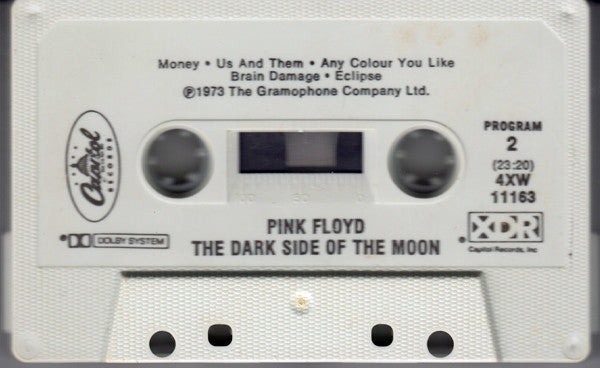 Money • Us And Them • Any Colour You Like
Brain Damage • Eclipse
℗1973 The Gramophone Company Ltd.
Capitol
RECORDS
PROGRAM
2
(23:20)
4XW
11163
DOLBY SYSTEM
PINK FLOYD
THE DARK SIDE OF THE MOON
XDR
Capitol Records, Inc